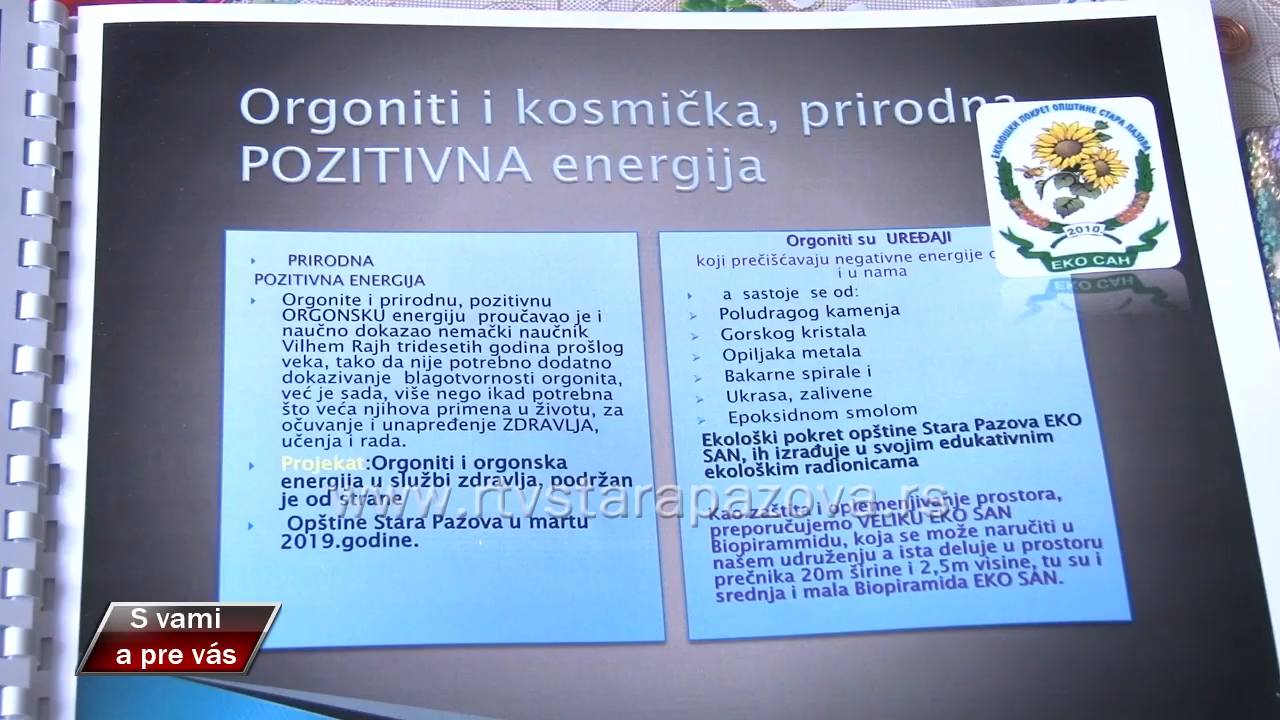 Orgoniti i kosmička, prirodna
POZITIVNA energija
ЕКОЛОШКИ ПОКРЕТ ОПШТИНЕ СТАРА ПАЗОВА
2010.
ЕКО САН
PRIRODNA
POZITIVNA ENERGIJA
Orgonite i prirodnu, pozitivnu
ORGONSKU energiju proučavao je i
naučno dokazao nemački naučnik
Vilhem Rajh tridesetih godina prošlog
veka, tako da nije potrebno dodatno
dokazivanje blagotvornosti orgonita,
već je sada, više nego ikad potrebna
što veća njihova primena u životu, za
očuvanje i unapređenje ZDRAVLJA,
učenja i rada.
Projekat:Orgoniti i orgonska
energija u službi zdravlja, podržan
je od strane
Opštine Stara Pazova u martu
2019.godine.
Orgoniti su UREĐAJI
koji prečišćavaju negativne energije
i u nama
a sastoje se od:
Poludragog kamenja
Gorskog kristala
Opiljaka metala
Bakarne spirale i
Ukrasa, zalivene
Epoksidnom smolom
Ekološki pokret opštine Stara Pazova EKO
SAN, ih izrađuje u svojim edukativnim
ekološkim radionicama
Kao zaštita i opremenjivanje prostora,
preporučujemo VELIKU EKO SAN
Biopirammidu, koja se može naručiti u
našem udruženju a ista deluje u prostoru
prečnika 20m širine i 2,5m visine, tu su i
srednja i mala Biopiramida EKO SAN.
www.rtvstarapazova.rs
S vami
a pre vás